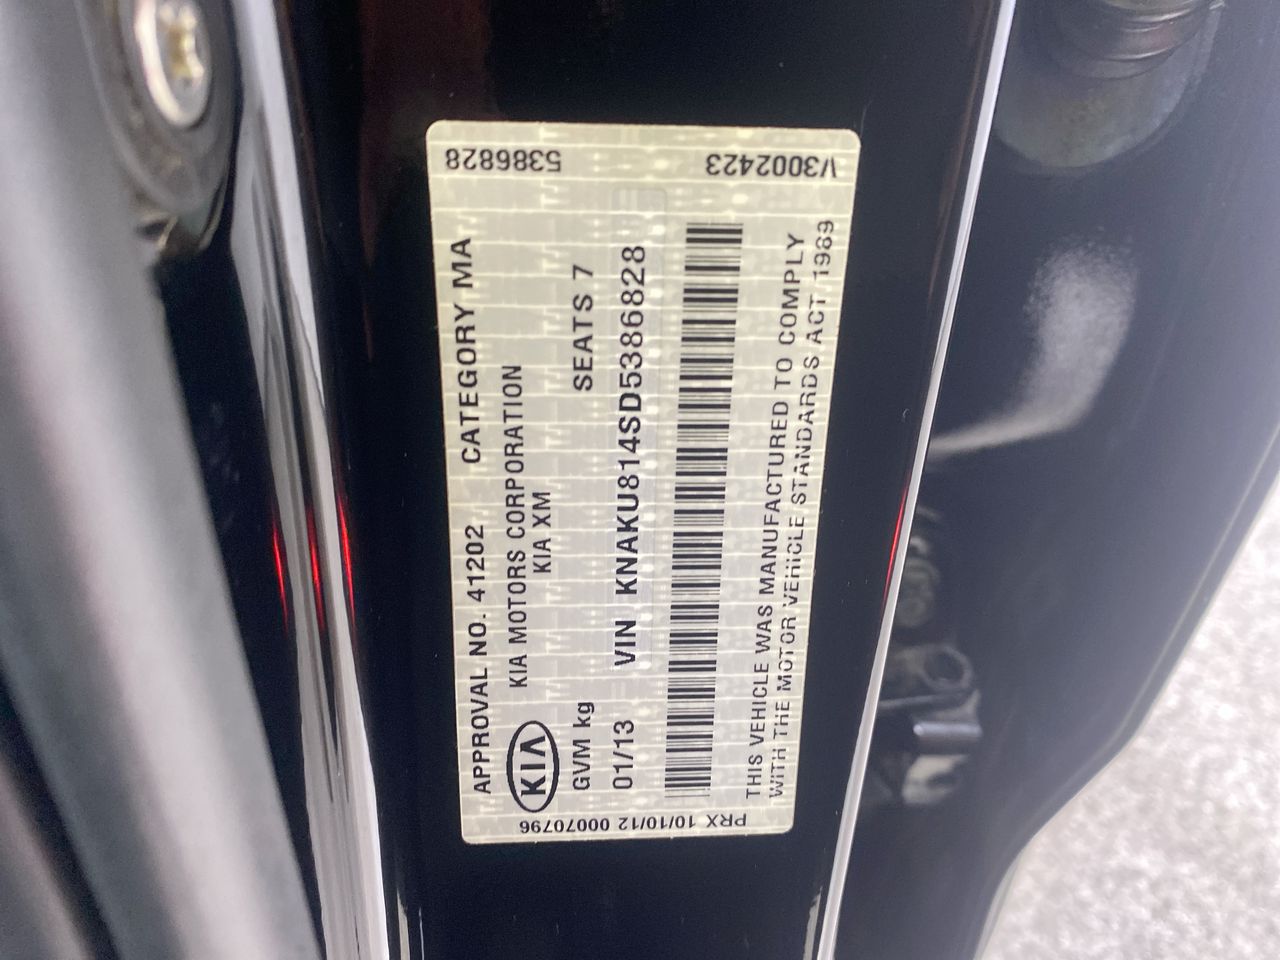 APPROVAL NO. 41202 CATEGORY MA
KIA MOTORS CORPORATION
KIA XM
KIA
GVM kg SEATS 7
01/13 VIN KNAKU814SD5386828
THIS VEHICLE WAS MANUFACTURED TO COMPLY
WITH THE MOTOR VEHICLE STANDARDS ACT 1989
5386828
V3002423
PRX 10/10/12 00070796